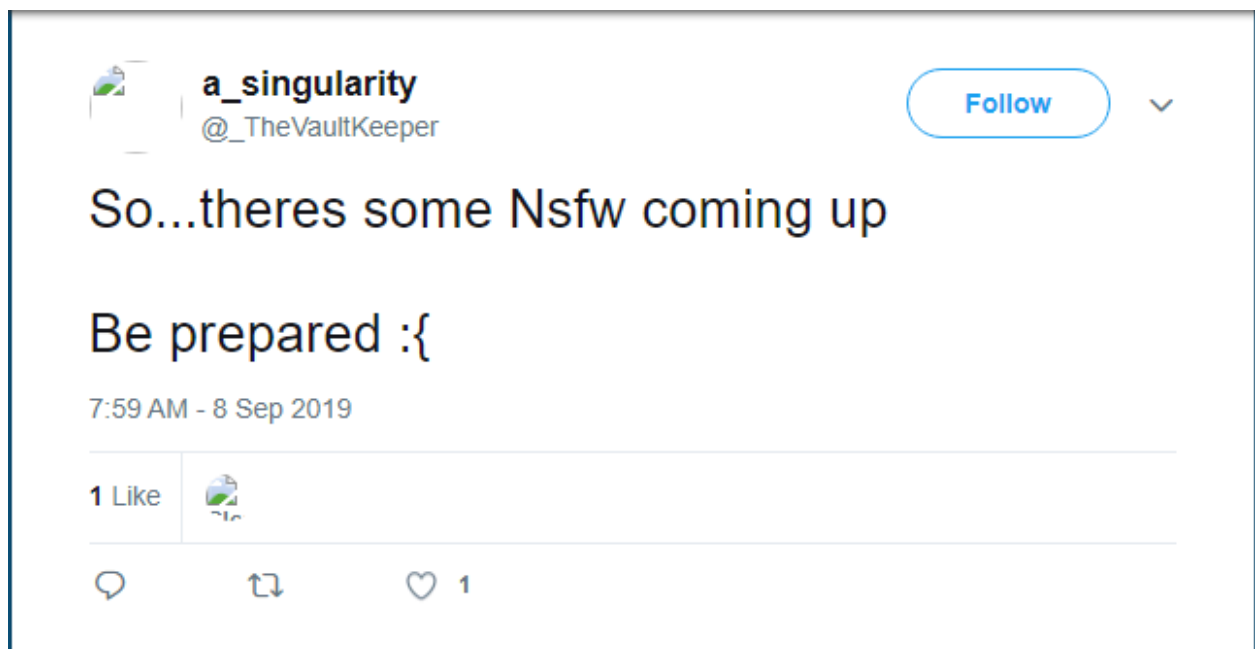 a_singularity
@_TheVaultKeeper
Follow
So...theres some Nsfw coming up
Be prepared :{
7:59 AM - 8 Sep 2019
1 Like
1